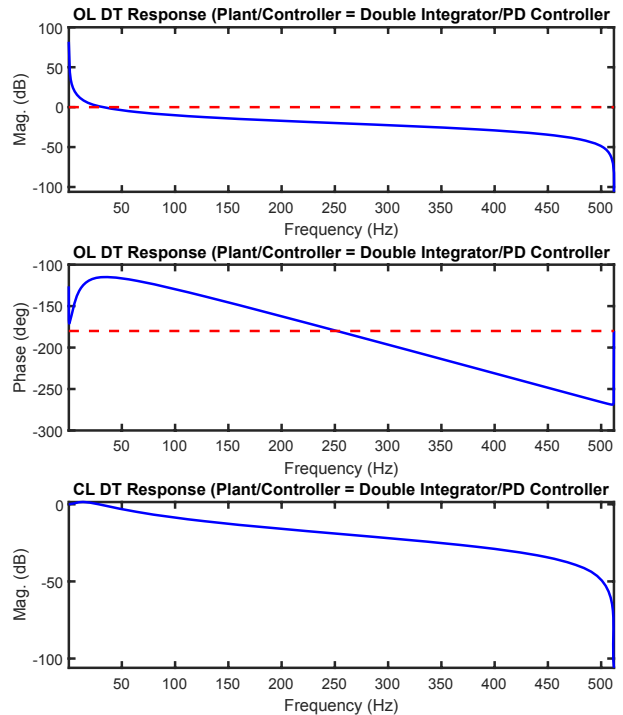 OL DT Response (Plant/Controller = Double Integrator/PD Controller
100
50
0
-50
-100
Mag. (dB)
50 100 150 200 250 300 350 400 450 500
Frequency (Hz)
OL DT Response (Plant/Controller = Double Integrator/PD Controller
-100
-150
-200
-250
-300
Phase (deg)
50 100 150 200 250 300 350 400 450 500
Frequency (Hz)
CL DT Response (Plant/Controller = Double Integrator/PD Controller
0
-50
-100
Mag. (dB)
50 100 150 200 250 300 350 400 450 500
Frequency (Hz)